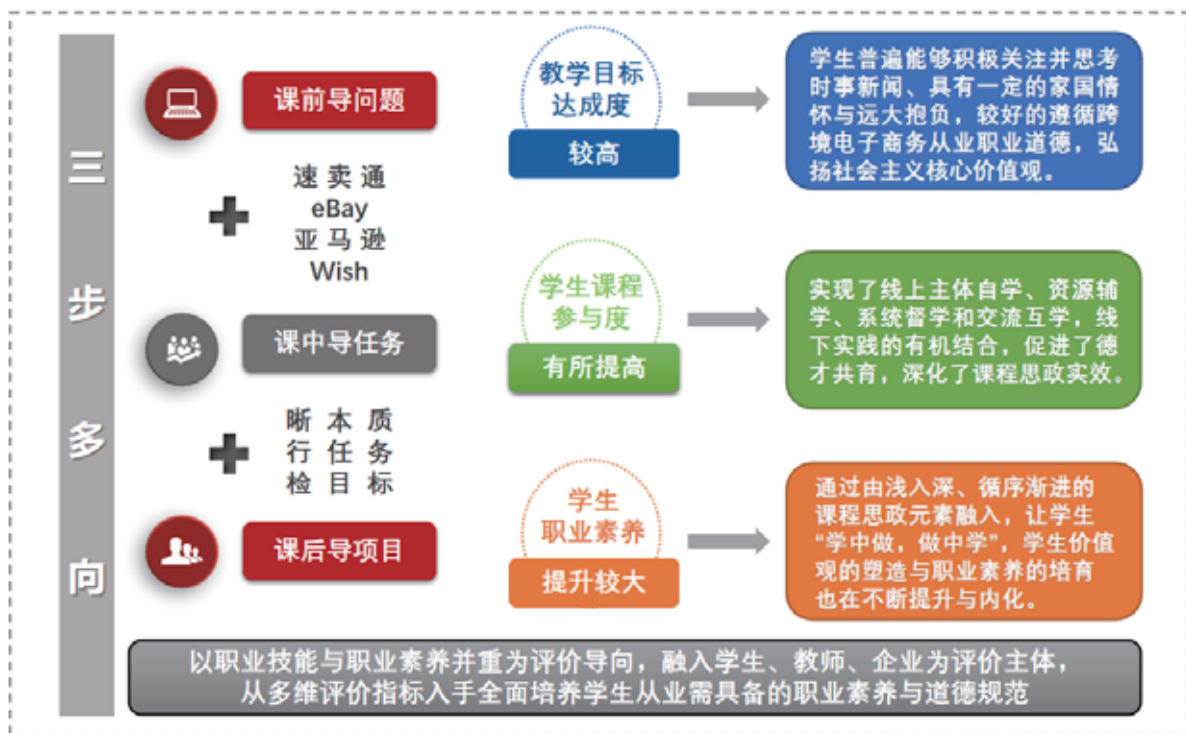 三步多向
课前导问题
速卖通
eBay
亚马逊
Wish
课中导任务
晰本质
行任务
检目标
课后导项目
教学目标
达成度
较高
学生普遍能够积极关注并思考
时事新闻、具有一定的家国情
怀与远大抱负，较好的遵循跨
境电子商务从业职业道德，弘
扬社会主义核心价值观。
学生课程
参与度
有所提高
实现了线上主体自学、资源辅
学、系统督学和交流互学，线
下实践的有机结合，促进了德
才共育，深化了课程思政实效。
学生
职业素养
提升较大
通过由浅入深、循序渐进的
课程思政元素融入，让学生
“学中做，做中学”，学生价值
观的塑造与职业素养的培育
也在不断提升与内化。
以职业技能与职业素养并重为评价导向，融入学生、教师、企业为评价主体，
从多维评价指标入手全面培养学生从业需具备的职业素养与道德规范